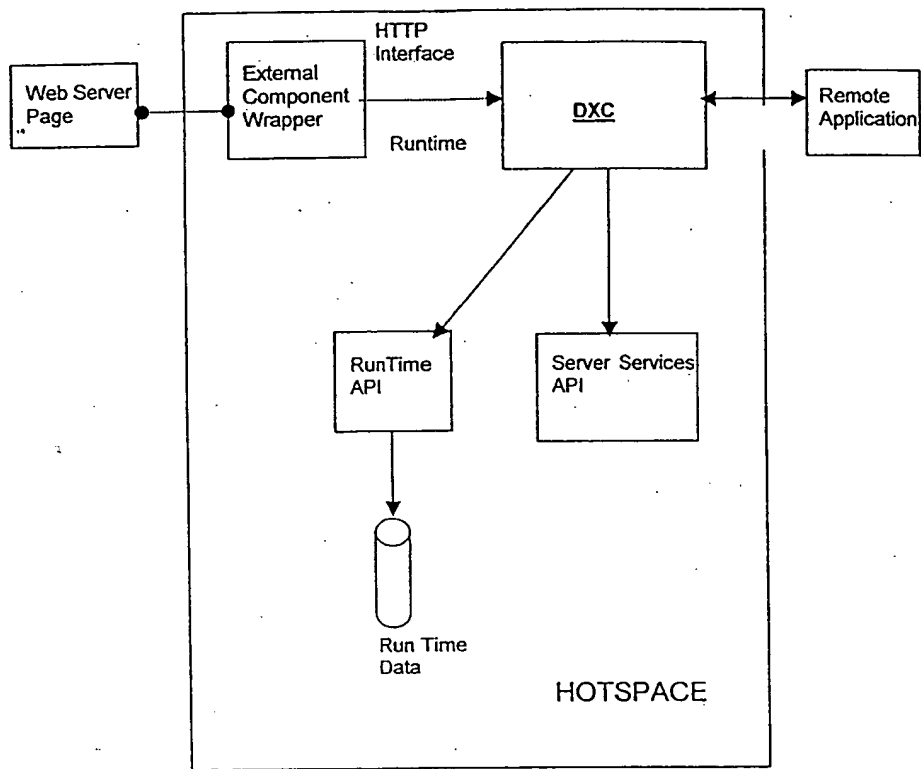 HTTP
Interface
Web Server
Page
External
Component
Wrapper
DXC
Remote
Application
Runtime
RunTime
API
Server Services
API
Run Time
Data
HOTSPACE